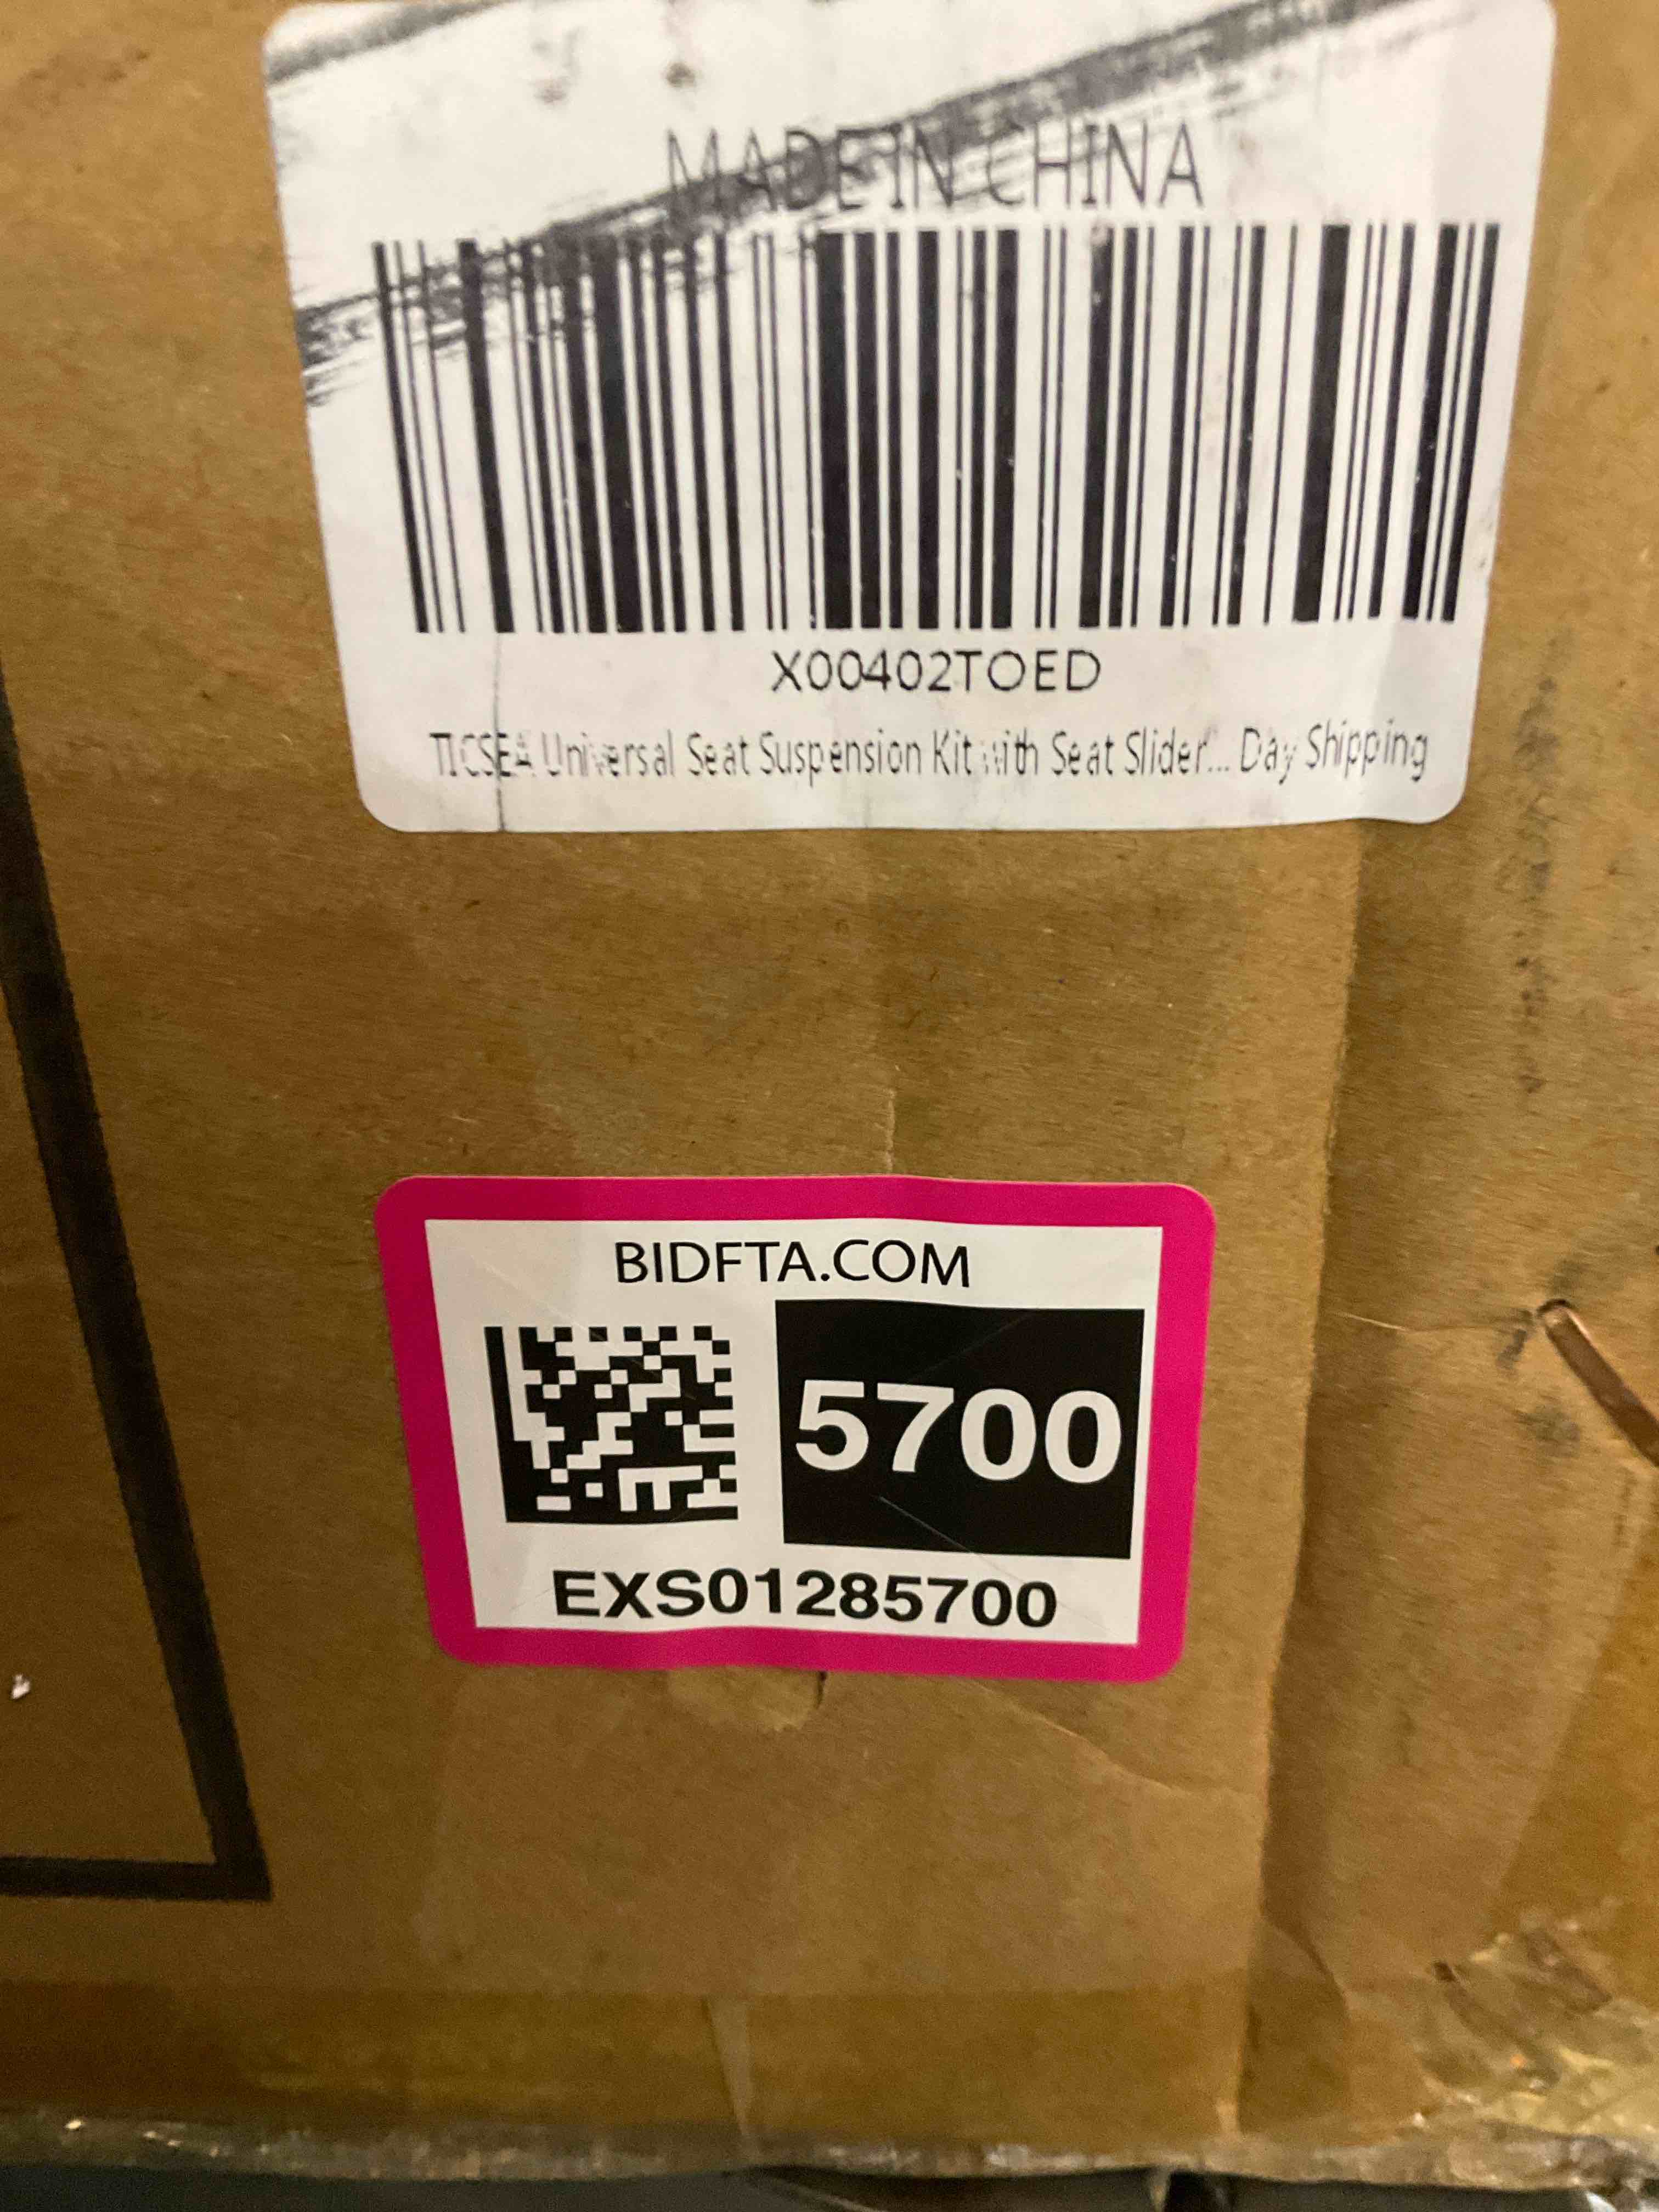 MADE IN CHINA
X00402TOED
TICSEA Universal Seat Suspension Kit with Seat Slider... Day Shipping
BIDFTA.COM
5700
EXS01285700